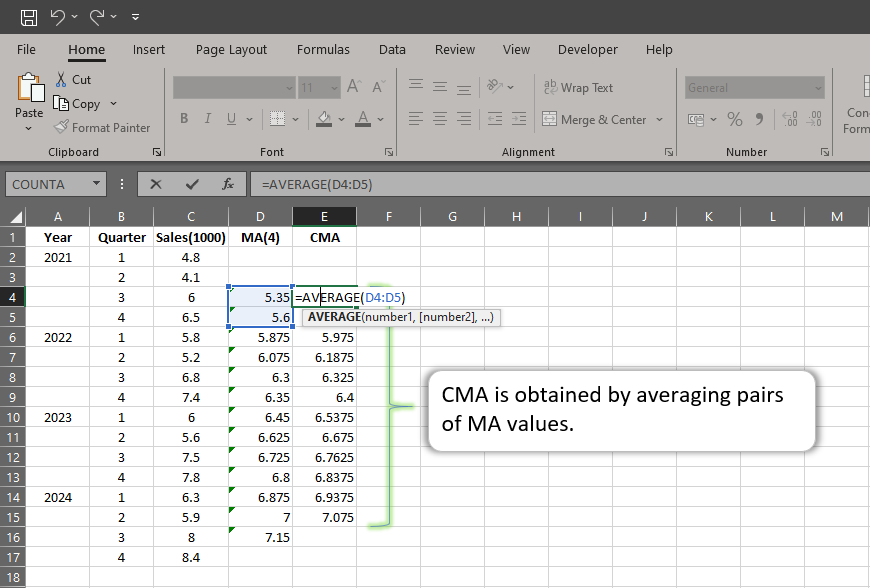 File Home Insert Page Layout Formulas Data Review View Developer Help
Paste
Cut
Copy
Format Painter
Clipboard
11
B I U
A
A A
Font
ab
Wrap Text
Merge & Center
Alignment
General
% 9
.00
.00
Number
Con
Form
COUNTA
fx =AVERAGE(D4:D5)
A B C D E F G H I J K L M
1 Year Quarter Sales(1000) MA(4) CMA
2 2021 1 4.8
3 2 4.1
4 3 6 5.35 =AVERAGE(D4:D5)
5 4 6.5 5.6 AVERAGE(number1, [number2], ...)
6 2022 1 5.8 5.875 5.975
7 2 5.2 6.075 6.1875
8 3 6.8 6.3 6.325
9 4 7.4 6.35 6.4
10 2023 1 6 6.45 6.5375
11 2 5.6 6.625 6.675
12 3 7.5 6.725 6.7625
13 4 7.8 6.8 6.8375
14 2024 1 6.3 6.875 6.9375
15 2 5.9 7 7.075
16 3 8 7.15
17 4 8.4
18
CMA is obtained by averaging pairs
of MA values.